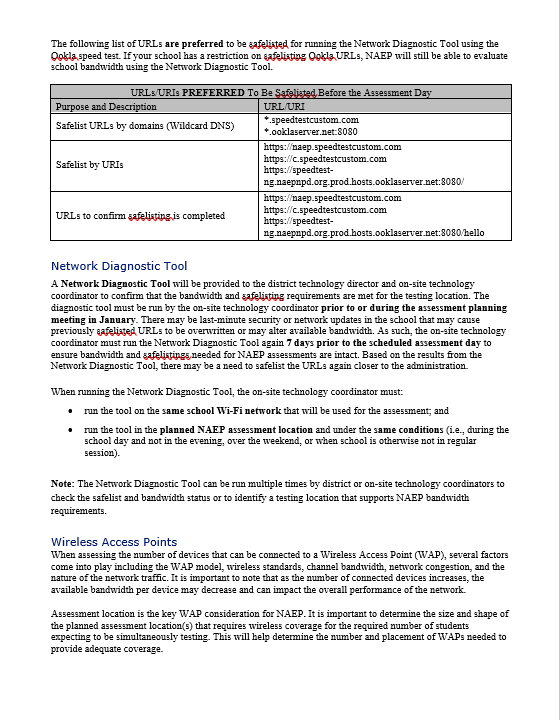 The following list of URLs are preferred to be safelisted for running the Network Diagnostic Tool using the
Ookla speed test. If your school has a restriction on safelisting Ookla URLs, NAEP will still be able to evaluate
school bandwidth using the Network Diagnostic Tool.
URLs/URIs PREFERRED To Be Safelisted Before the Assessment Day
Purpose and Description URL/URI
Safelist URLs by domains (Wildcard DNS)
*.speedtestcustom.com
*.ooklaserver.net:8080
Safelist by URIs
https://naep.speedtestcustom.com
https://c.speedtestcustom.com
https://speedtest-
ng.naepnpd.org.prod.hosts.ooklaserver.net:8080/
URLs to confirm safelisting is completed
https://naep.speedtestcustom.com
https://c.speedtestcustom.com
https://speedtest-
ng.naepnpd.org.prod.hosts.ooklaserver.net:8080/hello
Network Diagnostic Tool
A Network Diagnostic Tool will be provided to the district technology director and on-site technology
coordinator to confirm that the bandwidth and safelisting requirements are met for the testing location. The
diagnostic tool must be run by the on-site technology coordinator prior to or during the assessment planning
meeting in January. There may be last-minute security or network updates in the school that may cause
previously safelisted URLs to be overwritten or may alter available bandwidth. As such, the on-site technology
coordinator must run the Network Diagnostic Tool again 7 days prior to the scheduled assessment day to
ensure bandwidth and safelistings needed for NAEP assessments are intact. Based on the results from the
Network Diagnostic Tool, there may be a need to safelist the URLs again closer to the administration.
When running the Network Diagnostic Tool, the on-site technology coordinator must:
• run the tool on the same school Wi-Fi network that will be used for the assessment; and
• run the tool in the planned NAEP assessment location and under the same conditions (i.e., during the
school day and not in the evening, over the weekend, or when school is otherwise not in regular
session).
Note: The Network Diagnostic Tool can be run multiple times by district or on-site technology coordinators to
check the safelist and bandwidth status or to identify a testing location that supports NAEP bandwidth
requirements.
Wireless Access Points
When assessing the number of devices that can be connected to a Wireless Access Point (WAP), several factors
come into play including the WAP model, wireless standards, channel bandwidth, network congestion, and the
nature of the network traffic. It is important to note that as the number of connected devices increases, the
available bandwidth per device may decrease and can impact the overall performance of the network.
Assessment location is the key WAP consideration for NAEP. It is important to determine the size and shape of
the planned assessment location(s) that requires wireless coverage for the required number of students
expecting to be simultaneously testing. This will help determine the number and placement of WAPs needed to
provide adequate coverage.